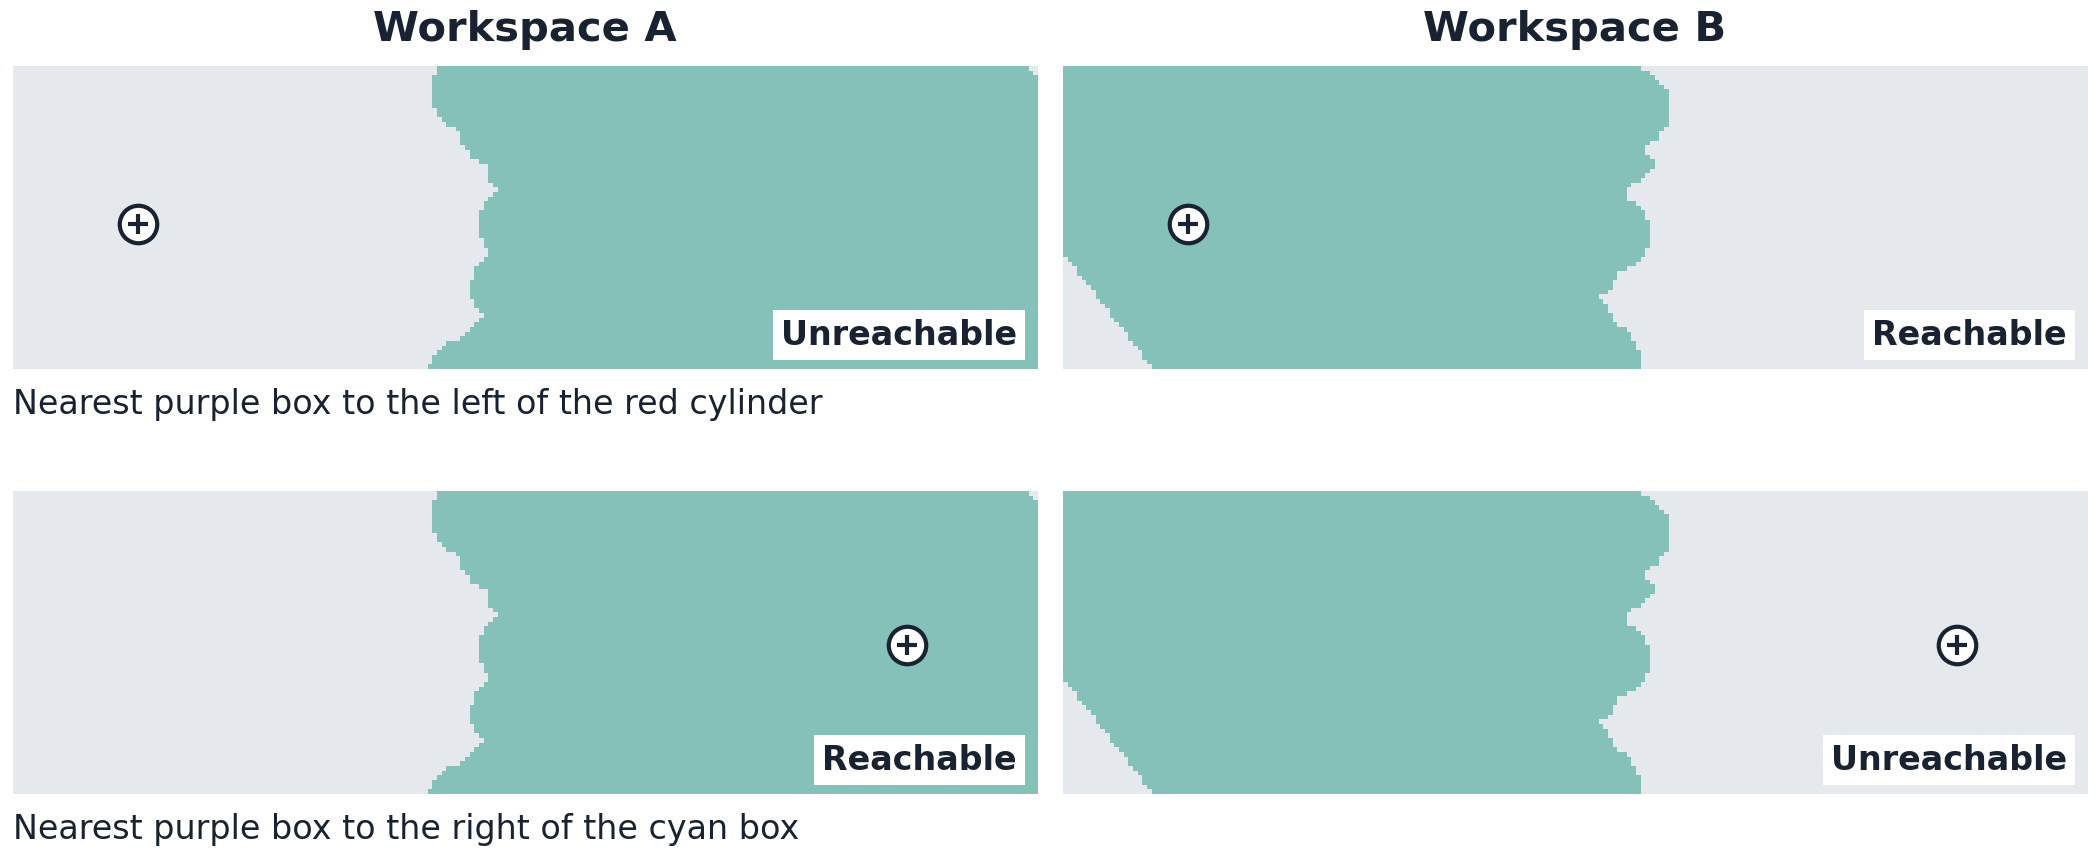 Workspace A
Workspace B
Unreachable
Reachable
Nearest purple box to the left of the red cylinder
Reachable
Unreachable
Nearest purple box to the right of the cyan box